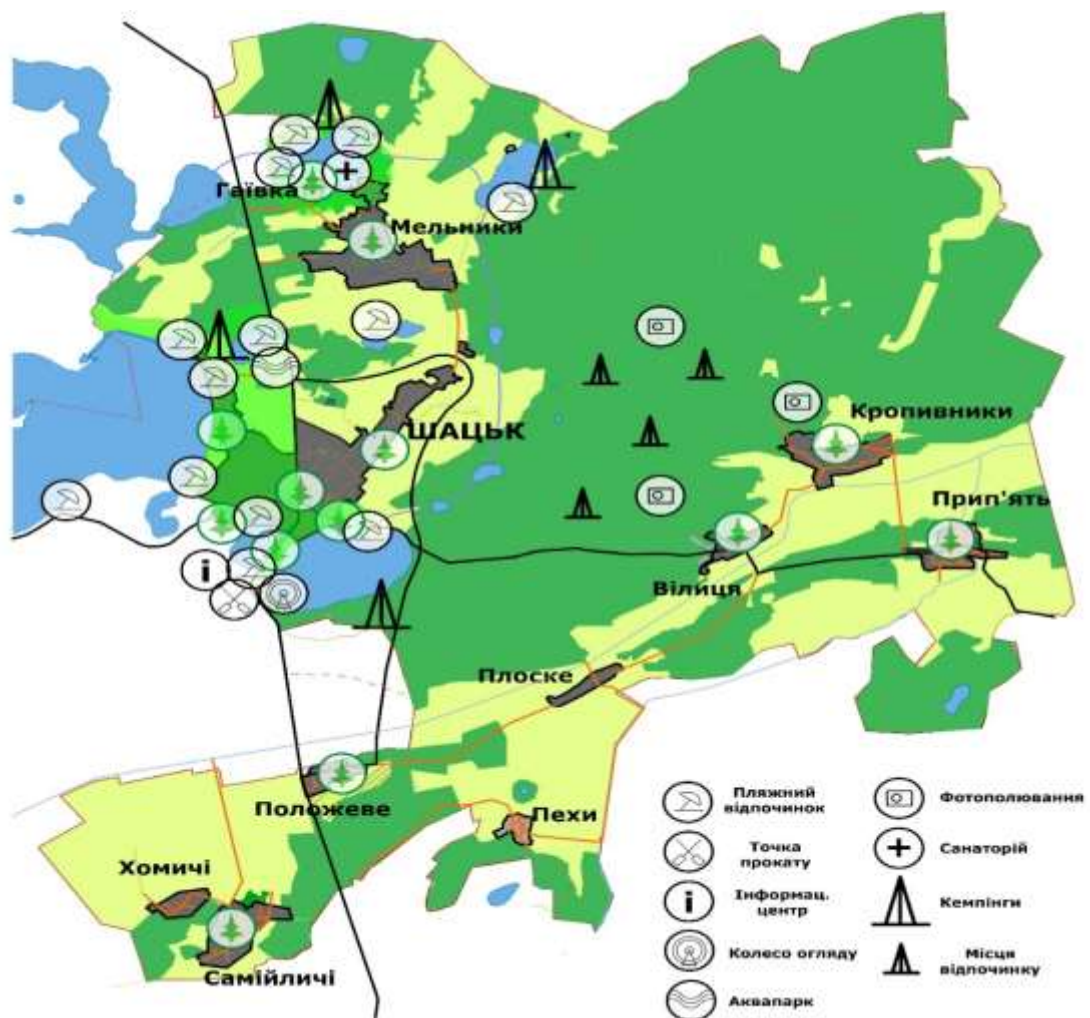 Гаївка
Мельники
ШАЦЬК
Кропивники
Прип'ять
Вілиця
Плоске
Положеве
Пехи
Хомичі
Самійличі
i
Пляжний
відпочинок
Точка
прокату
i
Інформац.
центр
Колесо огляду
Аквапарк
Фотополювання
Санаторій
Кемпінги
Місця
відпочинку